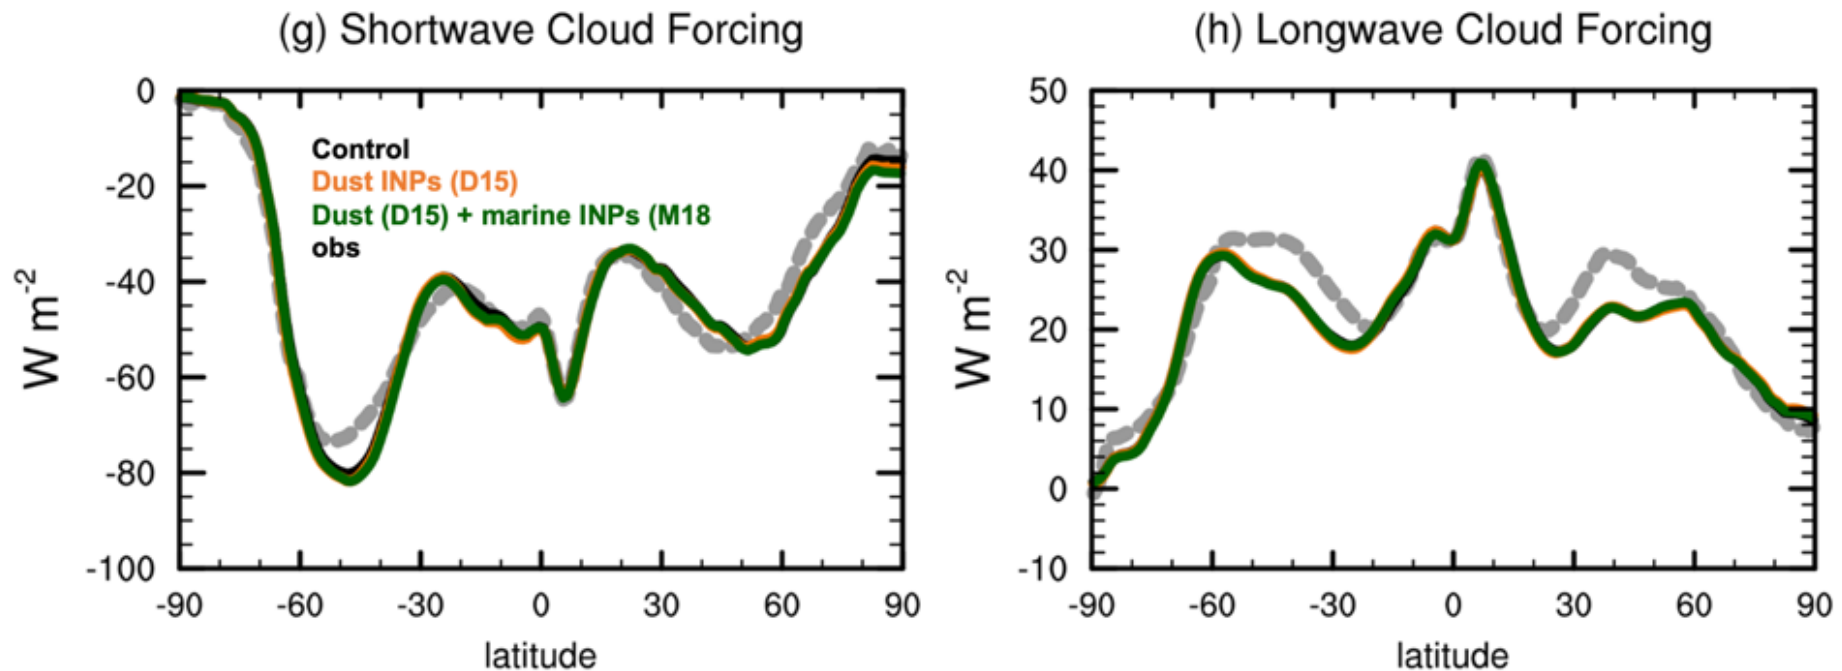 (g) Shortwave Cloud Forcing
0
-20
-40
-60
-80
-100
W m-2
Control
Dust INPs (D15)
Dust (D15) + marine INPs (M18
obs
-90 -60 -30 0 30 60 90
latitude
(h) Longwave Cloud Forcing
50
40
30
20
10
0
-10
W m-2
-90 -60 -30 0 30 60 90
latitude